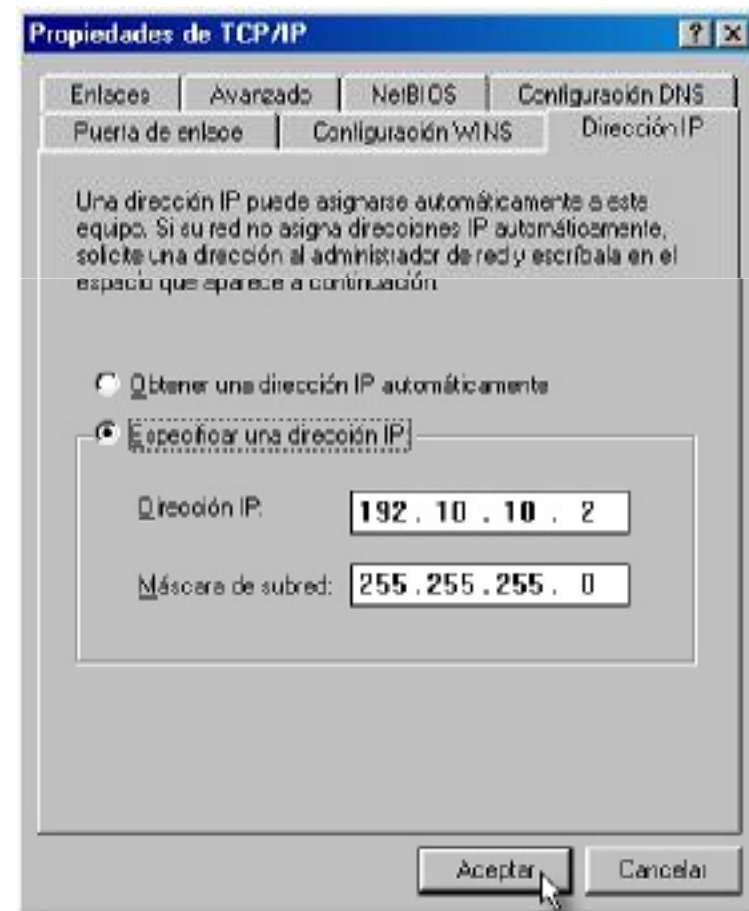 Propiedades de TCP/IP
Enlaces Avanzado NetBIOS Configuración DNS
Puerta de enlace Configuración WINS Dirección IP
Una dirección IP puede asignarse automáticamente a este
equipo. Si su red no asigna direcciones IP automáticamente,
solicite una dirección al administrador de red y escríbala en el
espacio que aparece a continuación.
Obtener una dirección IP automáticamente
Especificar una dirección IP:
Dirección IP: 192 . 10 . 10 . 2
Máscara de subred: 255 . 255 . 255 . 0
Aceptar Cancelar